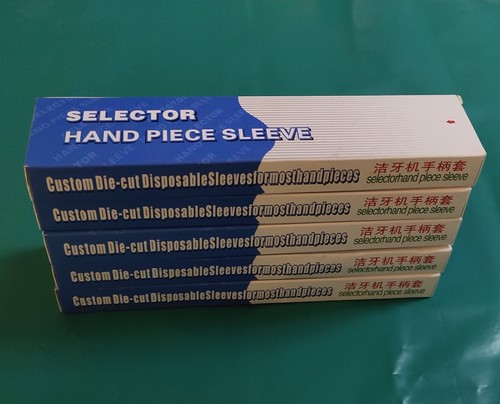 SELECTOR
HAND PIECE SLEEVE
Custom Die-cut DisposableSleevesformosthandpieces
洁牙机手柄套
selectorhand piece sleeve
Custom Die-cut DisposableSleevesformosthandpieces
洁牙机手柄套
selectorhand piece sleeve
Custom Die-cut DisposableSleevesformosthandpieces
洁牙机手柄套
selectorhand piece sleeve
Custom Die-cut DisposableSleevesformosthandpieces
洁牙机手柄套
selectorhand piece sleeve
Custom Die-cut DisposableSleevesformosthandpieces
洁牙机手柄套
selectorhand piece sleeve